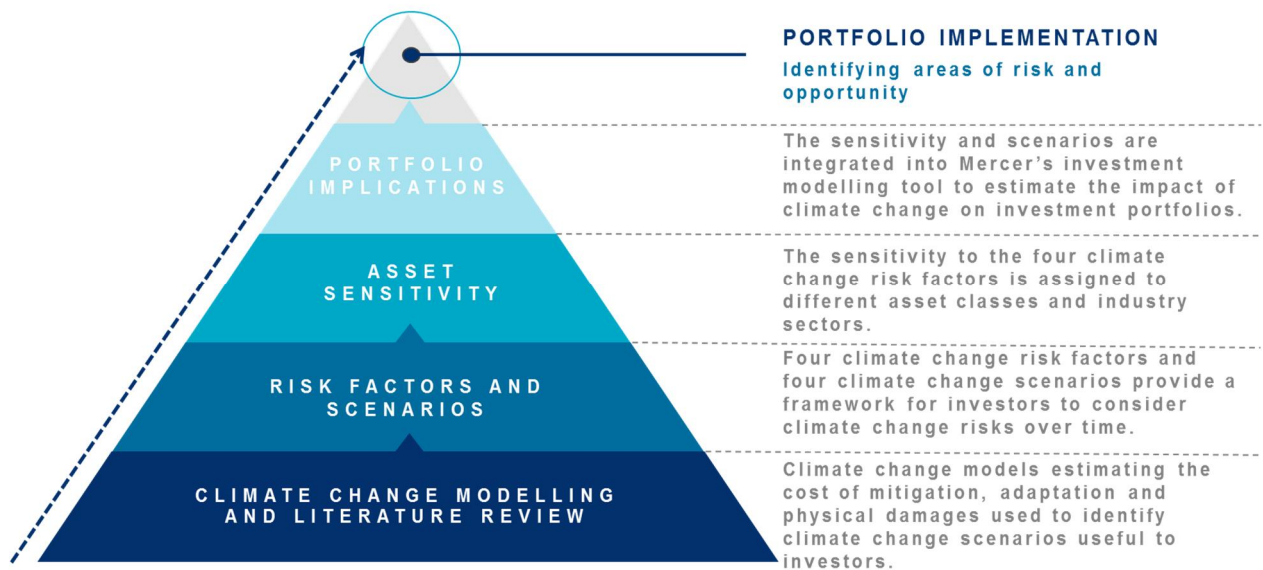 PORTFOLIO IMPLEMENTATION
Identifying areas of risk and
opportunity
PORTFOLIO
IMPLICATIONS
The sensitivity and scenarios are
integrated into Mercer's investment
modelling tool to estimate the impact of
climate change on investment portfolios.
ASSET
SENSITIVITY
The sensitivity to the four climate
change risk factors is assigned to
different asset classes and industry
sectors.
RISK FACTORS AND
SCENARIOS
Four climate change risk factors and
four climate change scenarios provide a
framework for investors to consider
climate change risks over time.
CLIMATE CHANGE MODELLING
AND LITERATURE REVIEW
Climate change models estimating the
cost of mitigation, adaptation and
physical damages used to identify
climate change scenarios useful to
investors.